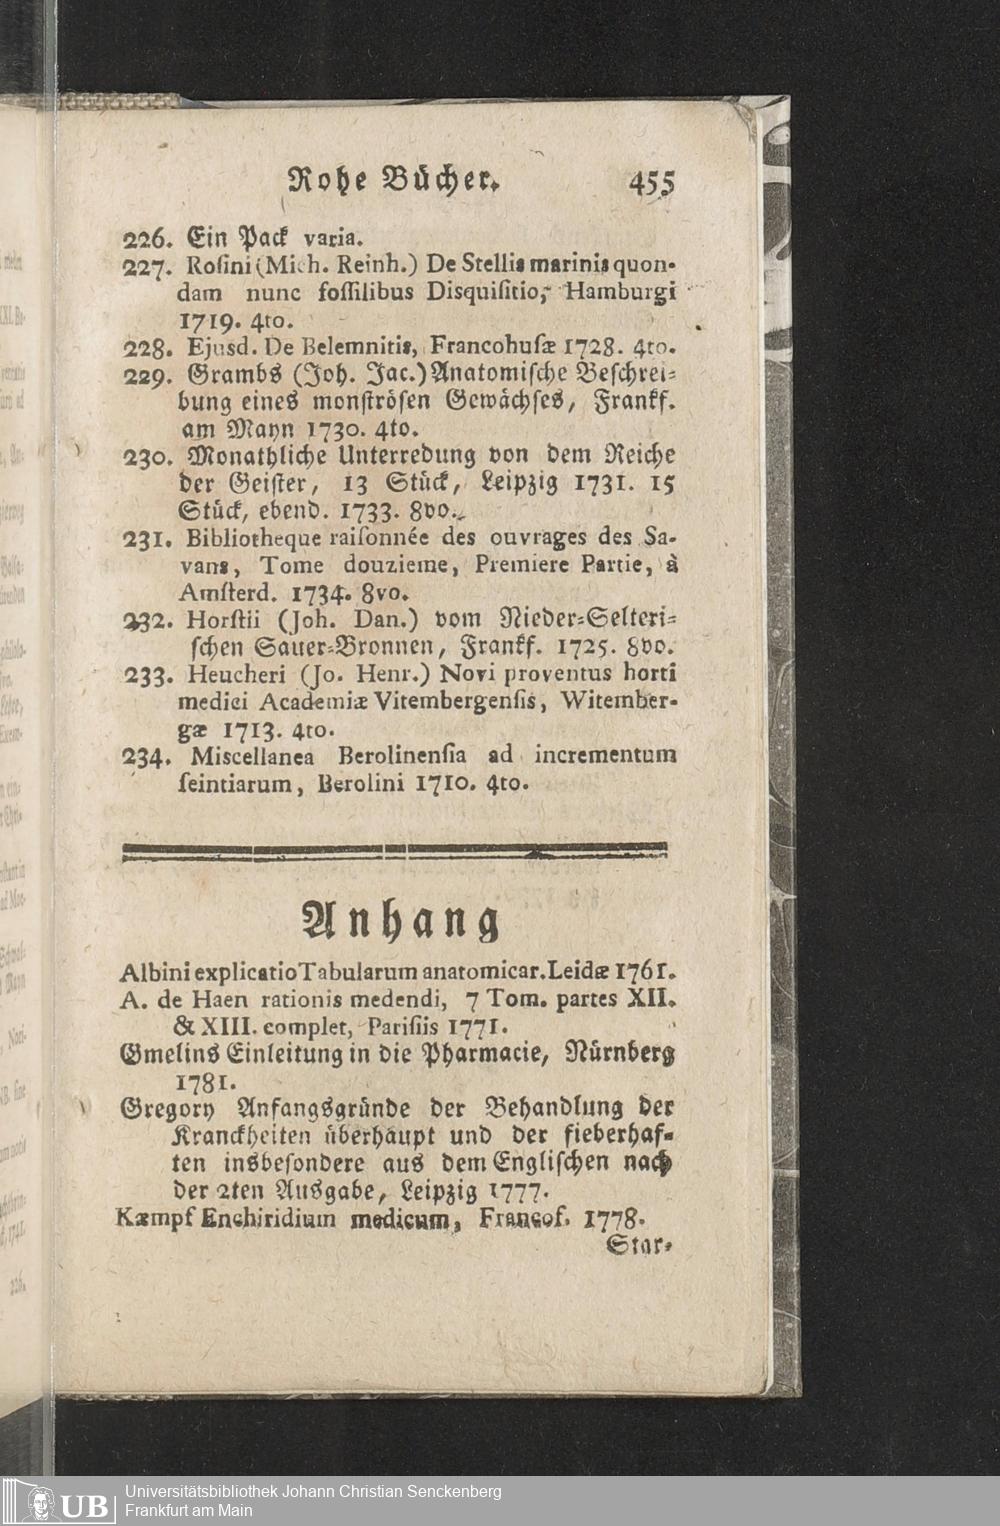 Rohe Bücher. 455
226. Ein Pack varia.
227. Roſini (Mich. Reinh.) De Stellis marinis quon-
dam nunc foſſilibus Disquiſitio, Hamburgi
1719. 4to.
228. Ejusd. De Belemnitis, Francohuſæ 1728. 4to.
229. Grambs (Joh. Jac.) Anatomiſche Beſchrei-
bung eines monſtröſen Gewächſes, Frankf.
am Mayn 1730. 4to.
230. Monathliche Unterredung von dem Reiche
der Geiſter, 13 Stück, Leipzig 1731. 15
Stück, ebend. 1733. 8vo.
231. Bibliotheque raiſonnée des ouvrages des Sa-
vans, Tome douzieme, Premiere Partie, à
Amſterd. 1734. 8vo.
232. Horſtii (Joh. Dan.) vom Nieder-Selteri-
ſchen Sauer-Bronnen, Frankf. 1725. 8vo.
233. Heucheri (Jo. Henr.) Novi proventus horti
medici Academiæ Vitembergenſis, Witember-
gæ 1713. 4to.
234. Miscellanea Berolinenſia ad incrementum
ſeintiarum, Berolini 1710. 4to.
Anhang
Albini explicatio Tabularum anatomicar. Leidæ 1761.
A. de Haen rationis medendi, 7 Tom. partes XII.
& XIII. complet, Pariſiis 1771.
Gmelins Einleitung in die Pharmacie, Nürnberg
1781.
Gregory Anfangsgründe der Behandlung der
Kranckheiten überhaupt und der fieberhaf-
ten insbeſondere aus dem Engliſchen nach
der 2ten Ausgabe, Leipzig 1777.
Kæmpf Enchiridium medicum, Francof. 1778.
Star-
UB
Universitätsbibliothek Johann Christian Senckenberg
Frankfurt am Main